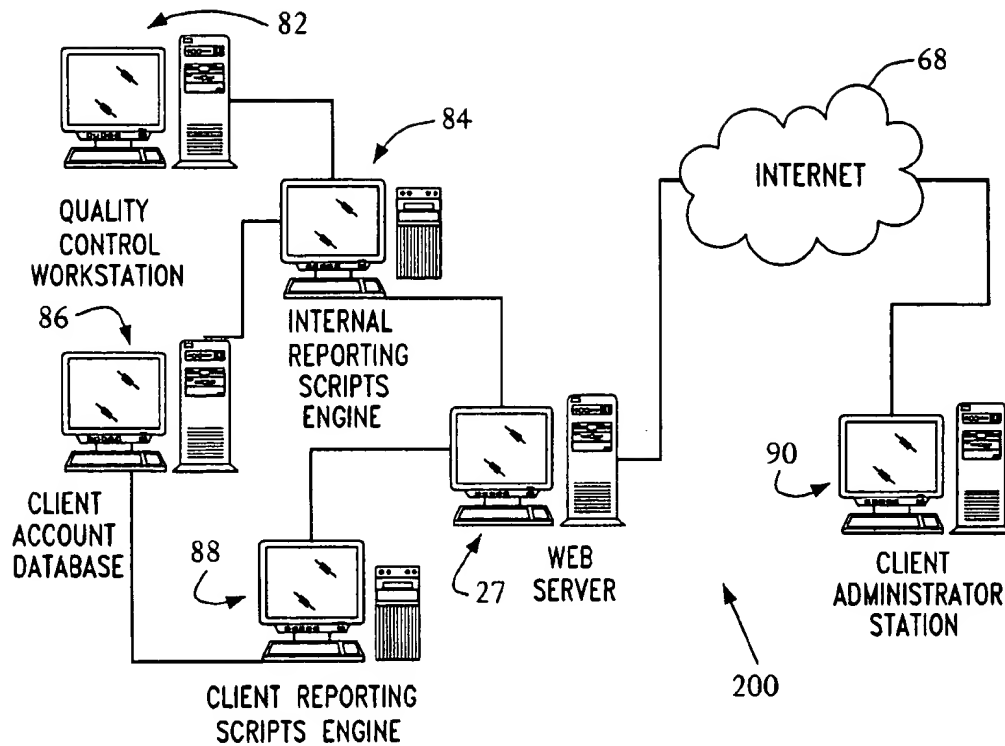 82
68
84
INTERNET
QUALITY
CONTROL
WORKSTATION
86
INTERNAL
REPORTING
SCRIPTS
ENGINE
90
CLIENT
ACCOUNT
DATABASE
88
27
WEB
SERVER
CLIENT
ADMINISTRATOR
STATION
200
CLIENT REPORTING
SCRIPTS ENGINE